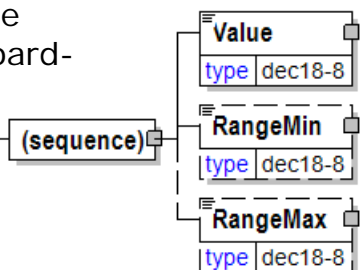 e
oard-
Value
type dec18-8
(sequence)
RangeMin
type dec18-8
RangeMax
type dec18-8